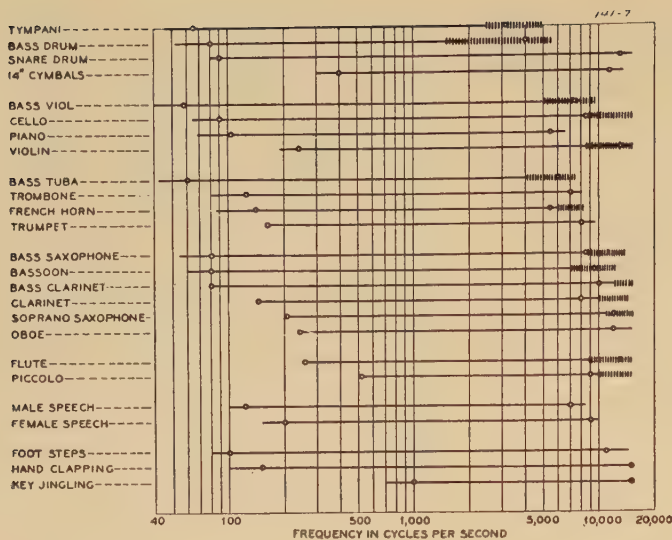 141-7
TYMPANI
BASS DRUM
SNARE DRUM
14" CYMBALS
BASS VIOL
CELLO
PIANO
VIOLIN
BASS TUBA
TROMBONE
FRENCH HORN
TRUMPET
BASS SAXOPHONE
BASSOON
BASS CLARINET
CLARINET
SOPRANO SAXOPHONE
OBOE
FLUTE
PICCOLO
MALE SPEECH
FEMALE SPEECH
FOOT STEPS
HAND CLAPPING
KEY JINGLING
40 100 500 1,000 5,000 10,000 20,000
FREQUENCY IN CYCLES PER SECOND